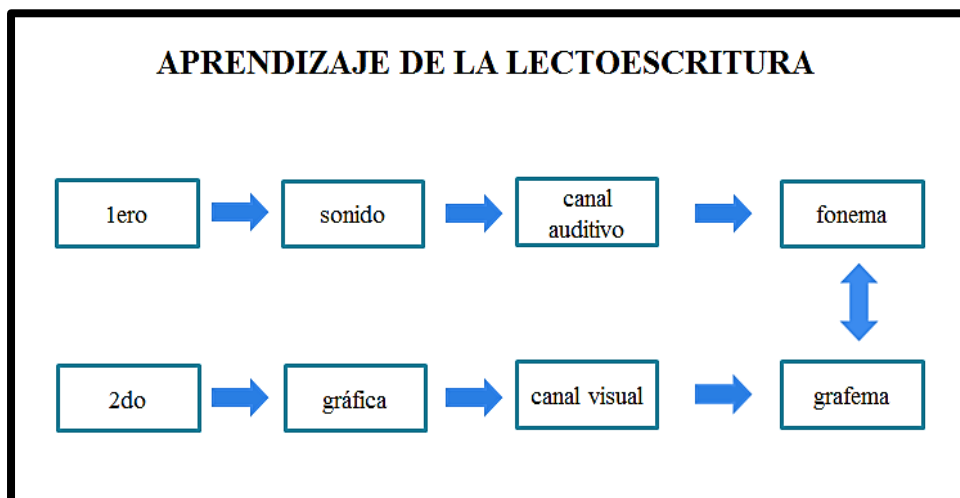 APRENDIZAJE DE LA LECTOESCRITURA
1ero
sonido
canal
auditivo
fonema
2do
gráfica
canal visual
grafema